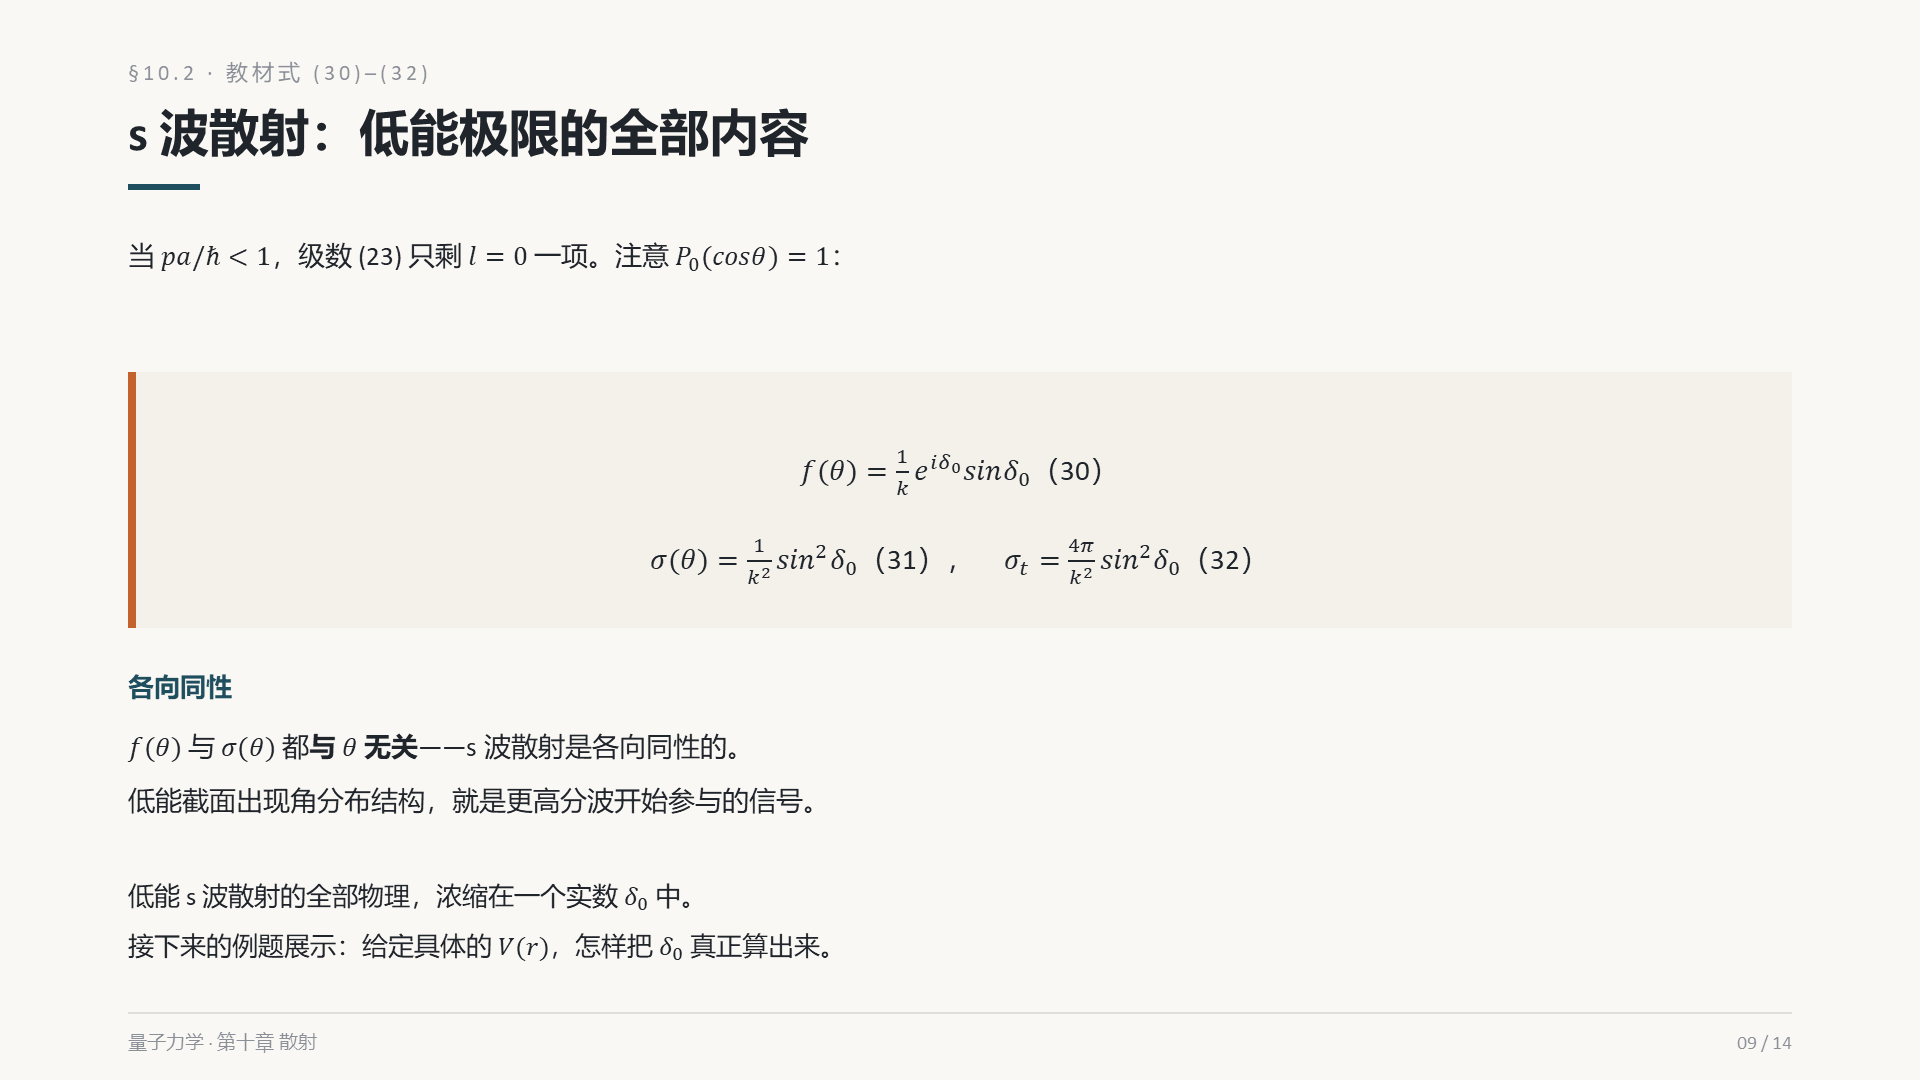 §10.2 · 教材式 (30)–(32)
s 波散射：低能极限的全部内容
当 pa/ℏ < 1，级数 (23) 只剩 l = 0 一项。注意 P₀(cosθ) = 1：
f(θ) = \frac{1}{k} e^{iδ₀} sinδ₀（30）
σ(θ) = \frac{1}{k²} sin²δ₀（31）， σₜ = \frac{4π}{k²} sin²δ₀（32）
各向同性
f(θ) 与 σ(θ) 都与 θ 无关——s 波散射是各向同性的。
低能截面出现角分布结构，就是更高分波开始参与的信号。
低能 s 波散射的全部物理，浓缩在一个实数 δ₀ 中。
接下来的例题展示：给定具体的 V(r)，怎样把 δ₀ 真正算出来。
量子力学 · 第十章 散射
09 / 14